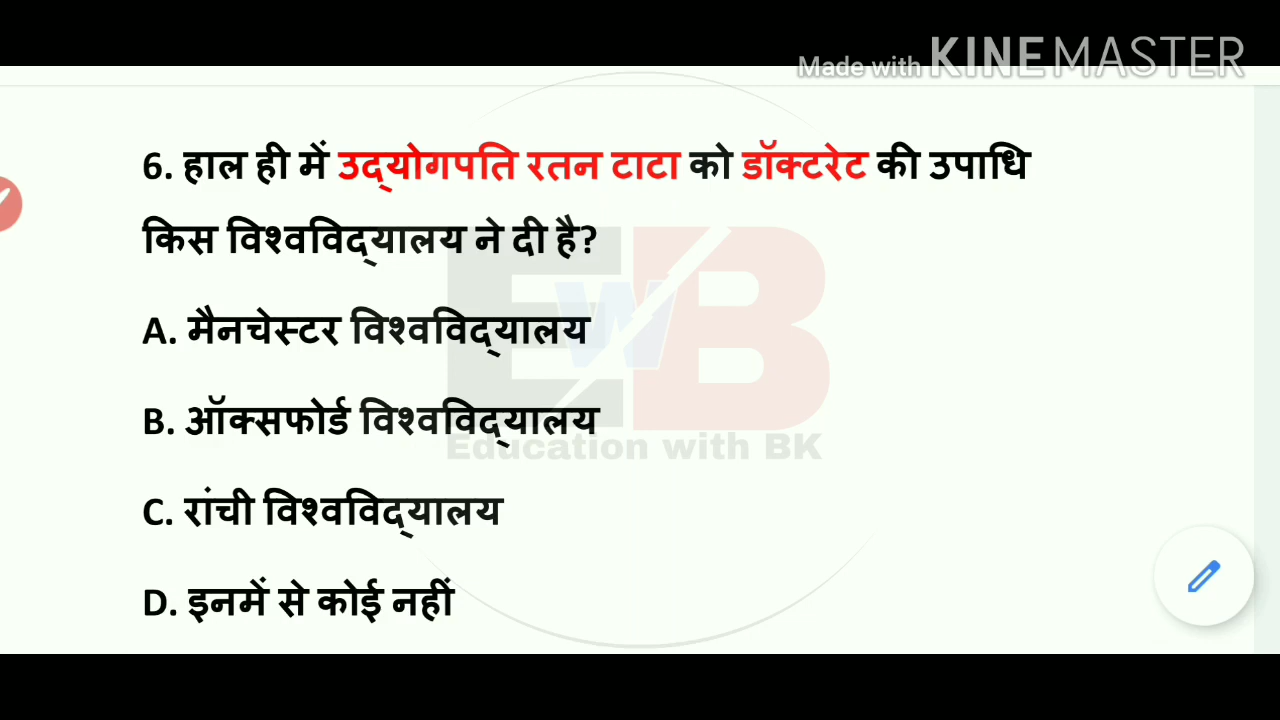 Made with KINEMASTER
6. हाल ही में उद्योगपति रतन टाटा को डॉक्टरेट की उपाधि
किस विश्वविद्यालय ने दी है?
A. मैनचेस्टर विश्वविद्यालय
B. ऑक्सफोर्ड विश्वविद्यालय
EWB
Education with BK
C. रांची विश्वविद्यालय
D. इनमें से कोई नहीं